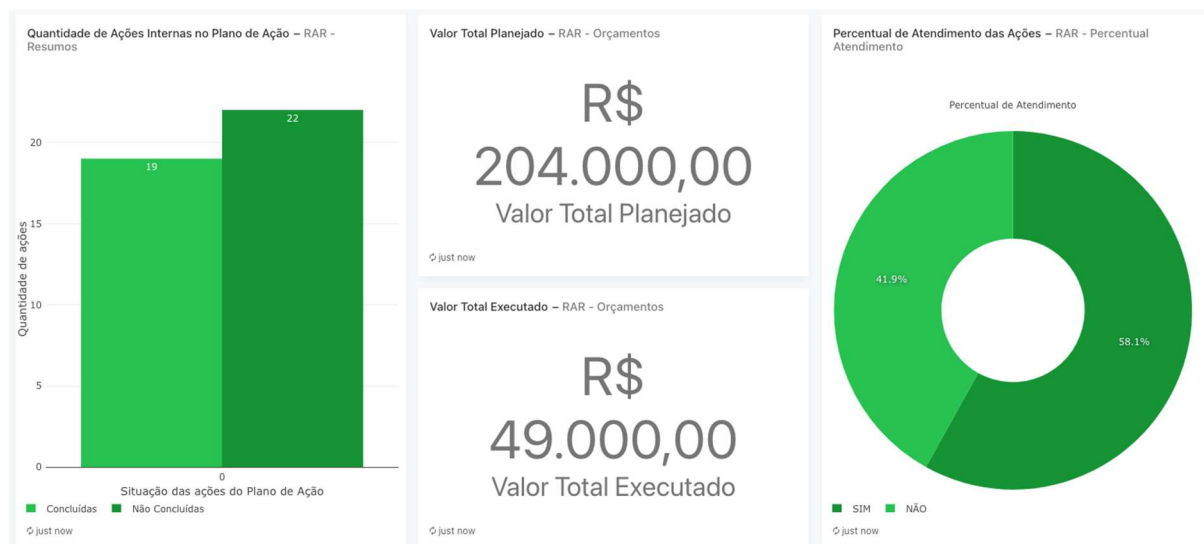 Quantidade de Ações Internas no Plano de Ação – RAR -
Resumos
20
15
10
5
0
Quantidade de ações
19
22
0
Situação das ações do Plano de Ação
Concluídas Não Concluídas
just now
Valor Total Planejado – RAR - Orçamentos
R$
204.000,00
Valor Total Planejado
just now
Valor Total Executado – RAR - Orçamentos
R$
49.000,00
Valor Total Executado
just now
Percentual de Atendimento das Ações – RAR - Percentual
Atendimento
Percentual de Atendimento
41.9%
58.1%
SIM NÃO
just now